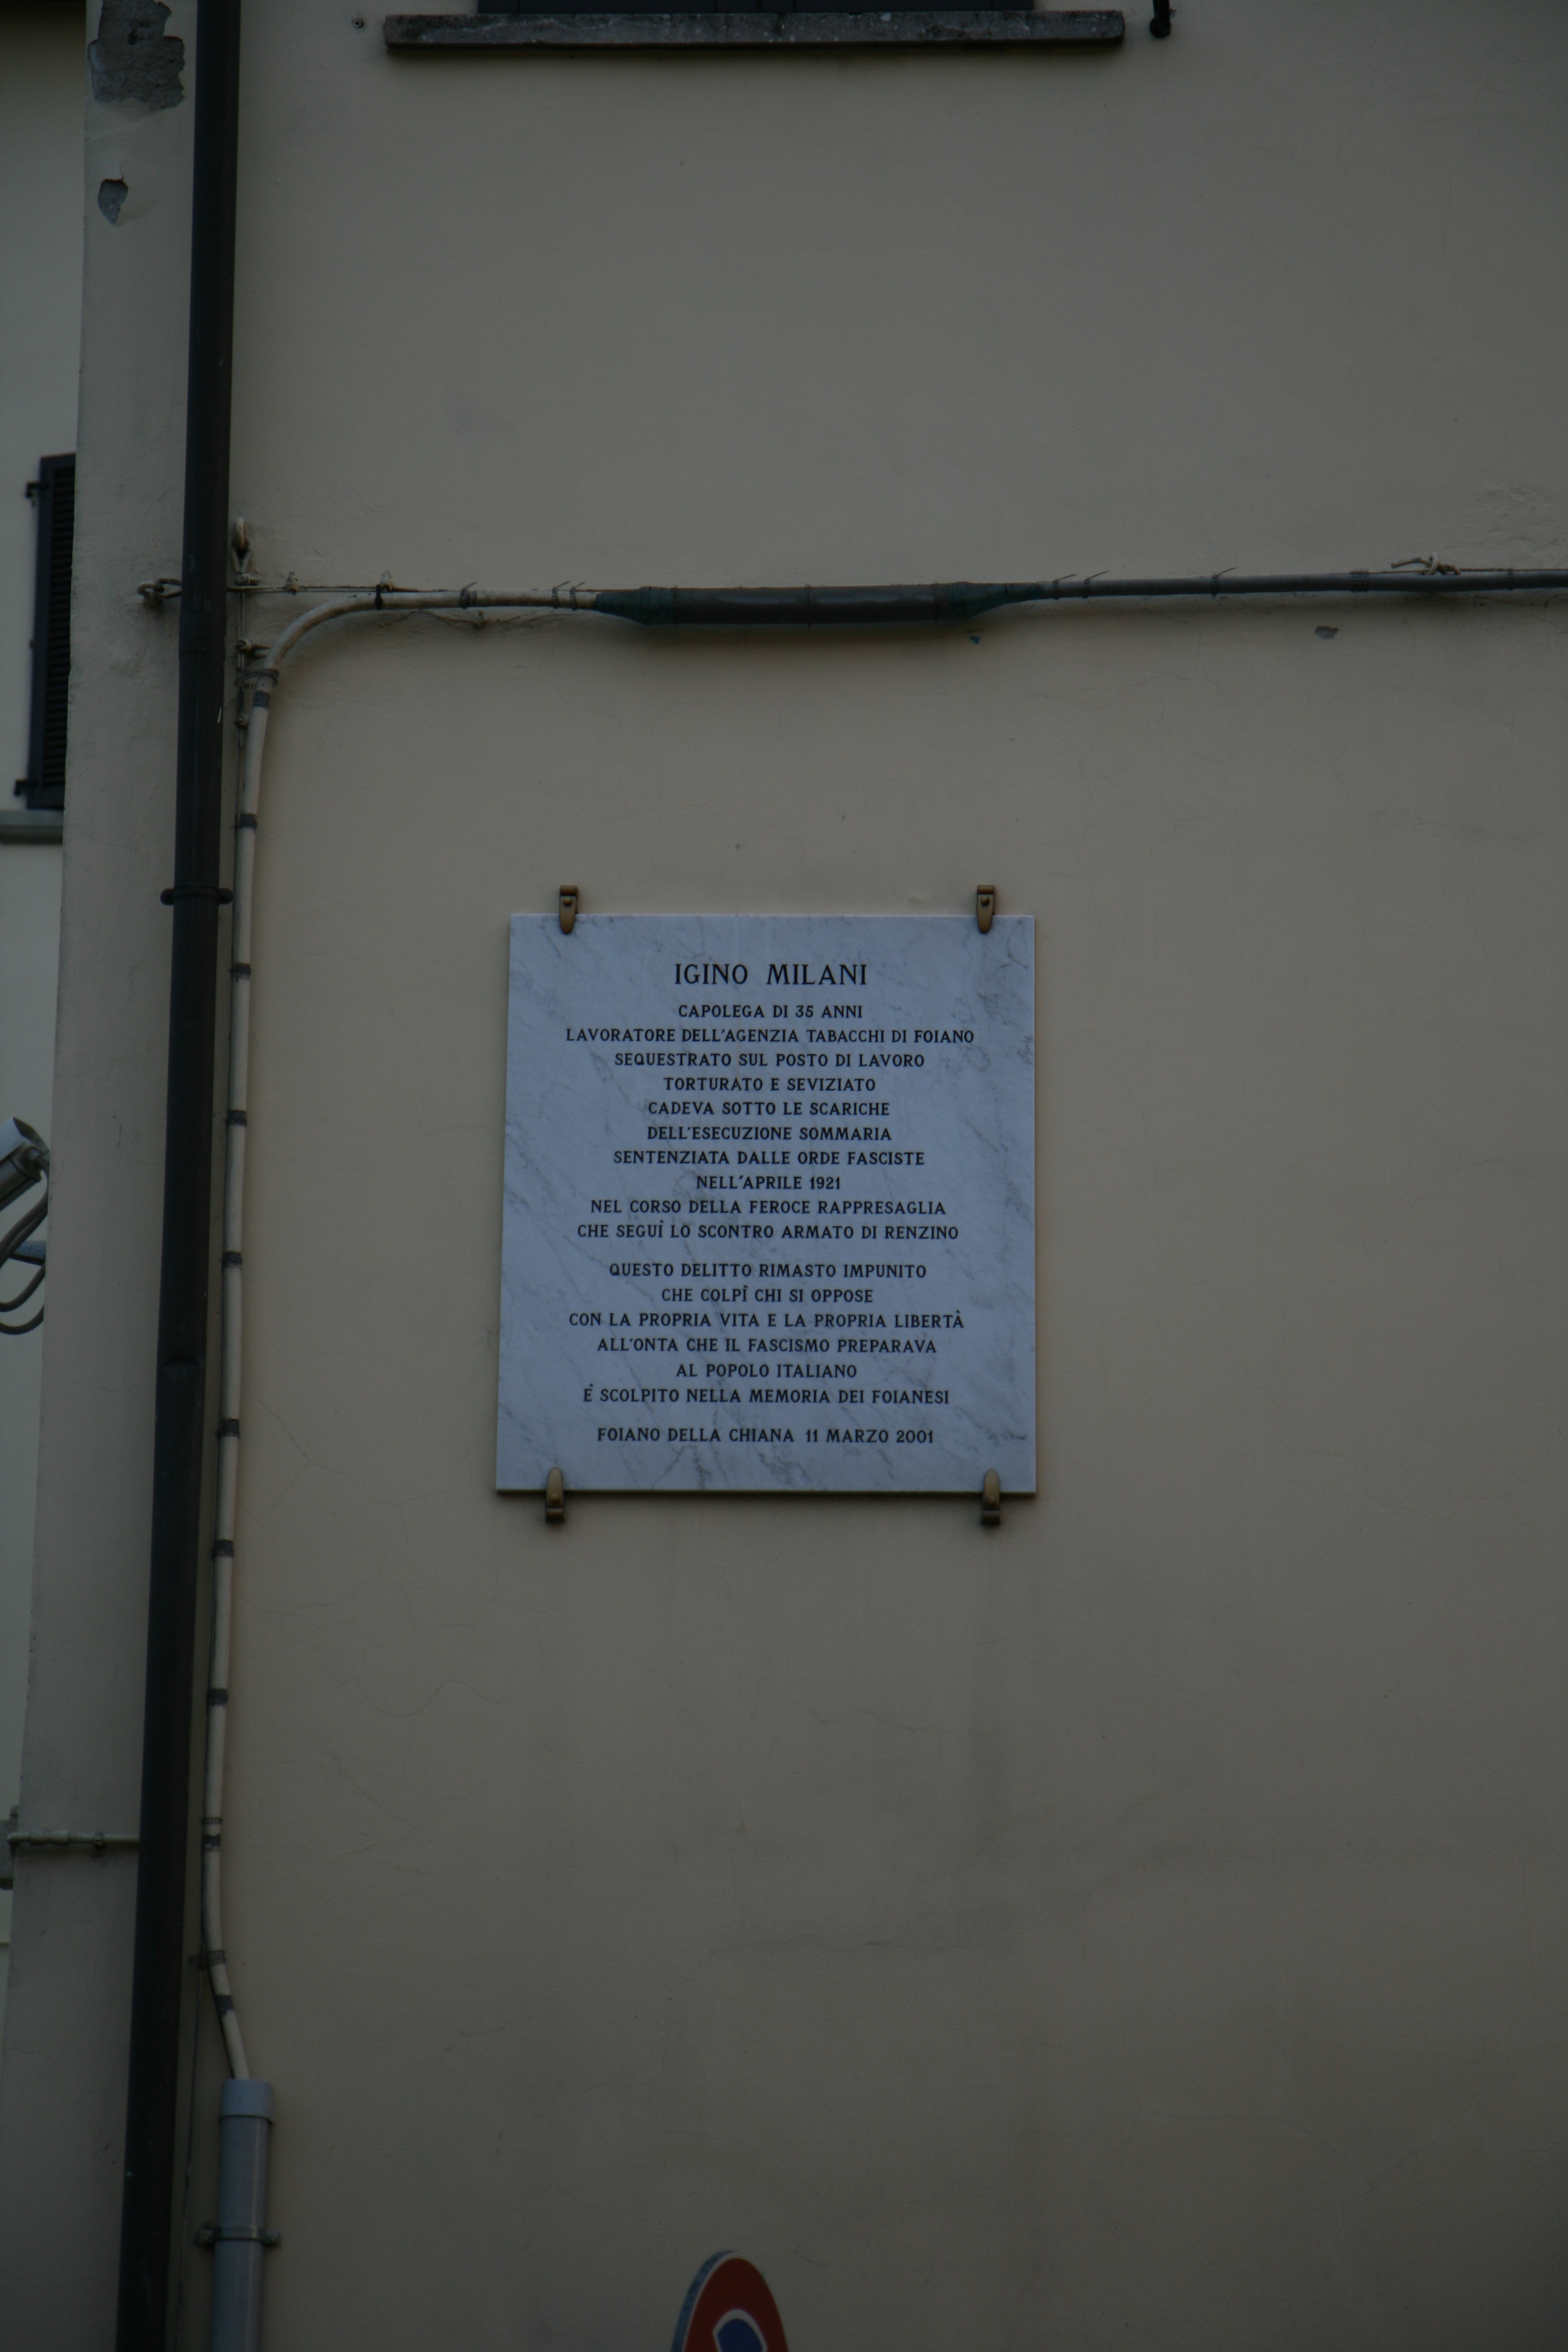 IGINO MILANI
CAPOLEGA DI 35 ANNI
LAVORATORE DELL'AGENZIA TABACCHI DI FOIANO
SEQUESTRATO SUL POSTO DI LAVORO
TORTURATO E SEVIZIATO
CADEVA SOTTO LE SCARICHE
DELL'ESECUZIONE SOMMARIA
SENTENZIATA DALLE ORDE FASCISTE
NELL'APRILE 1921
NEL CORSO DELLA FEROCE RAPPRESAGLIA
CHE SEGUÌ LO SCONTRO ARMATO DI RENZINO
QUESTO DELITTO RIMASTO IMPUNITO
CHE COLPÌ CHI SI OPPOSE
CON LA PROPRIA VITA E LA PROPRIA LIBERTÀ
ALL'ONTA CHE IL FASCISMO PREPARAVA
AL POPOLO ITALIANO
È SCOLPITO NELLA MEMORIA DEI FOIANESI
FOIANO DELLA CHIANA 11 MARZO 2001